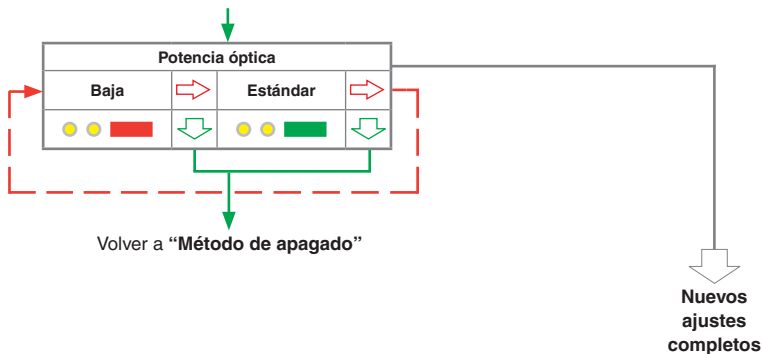 Potencia óptica
Baja
Estándar
Volver a “Método de apagado”
Nuevos
ajustes
completos